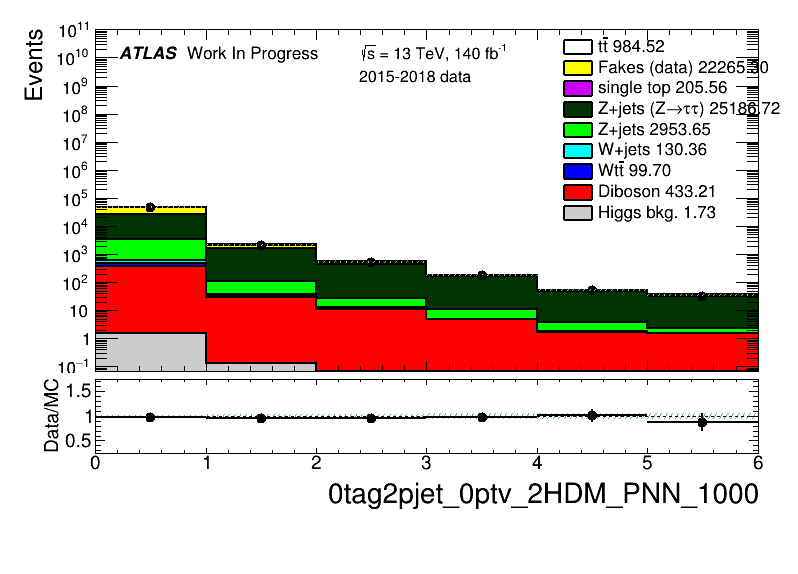 Events
10¹¹
10¹⁰
10⁹
10⁸
10⁷
10⁶
10⁵
10⁴
10³
10²
10
1
10⁻¹
ATLAS Work In Progress
√s = 13 TeV, 140 fb⁻¹
2015-2018 data
tt̄ 984.52
Fakes (data) 22265.30
single top 205.56
Z+jets (Z→ττ) 25186.72
Z+jets 2953.65
W+jets 130.36
Wtt̄ 99.70
Diboson 433.21
Higgs bkg. 1.73
Data/MC
1.5
1
0.5
0 1 2 3 4 5 6
0tag2pjet_0ptv_2HDM_PNN_1000